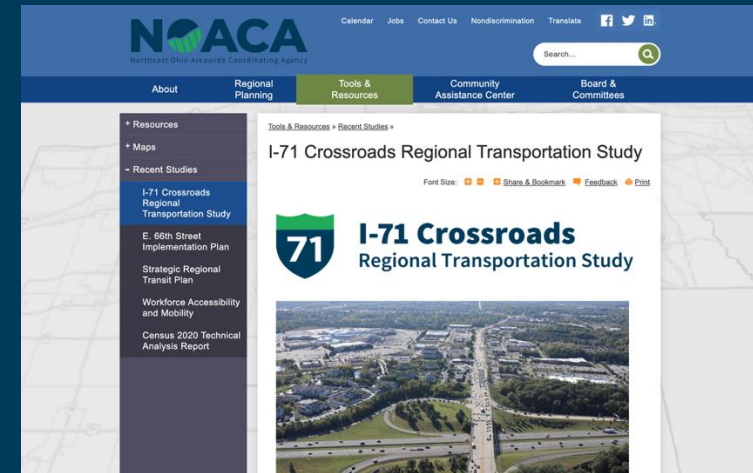 Calendar Jobs Contact Us Nondiscrimination Translate
NOACA
Northeast Ohio Areawide Coordinating Agency
Search...
About
Regional
Planning
Tools &
Resources
Community
Assistance Center
Board &
Committees
+ Resources
+ Maps
– Recent Studies
I-71 Crossroads
Regional
Transportation Study
E. 66th Street
Implementation Plan
Strategic Regional
Transit Plan
Workforce Accessibility
and Mobility
Census 2020 Technical
Analysis Report
Tools & Resources » Recent Studies »
I-71 Crossroads Regional Transportation Study
Font Size: + - + Share & Bookmark Feedback Print
71
I-71 Crossroads
Regional Transportation Study